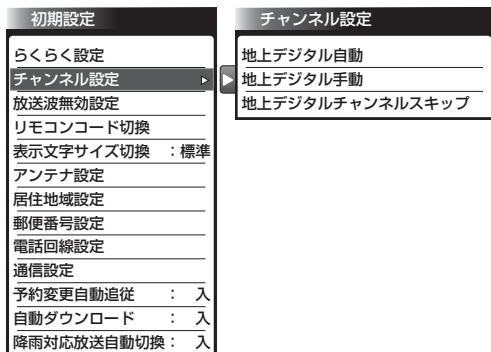 初期設定
らくらく設定
チャンネル設定
放送波無効設定
リモコンコード切換
表示文字サイズ切換 ：標準
アンテナ設定
居住地域設定
郵便番号設定
電話回線設定
通信設定
予約変更自動追従 ： 入
自動ダウンロード ： 入
降雨対応放送自動切換： 入
チャンネル設定
地上デジタル自動
地上デジタル手動
地上デジタルチャンネルスキップ